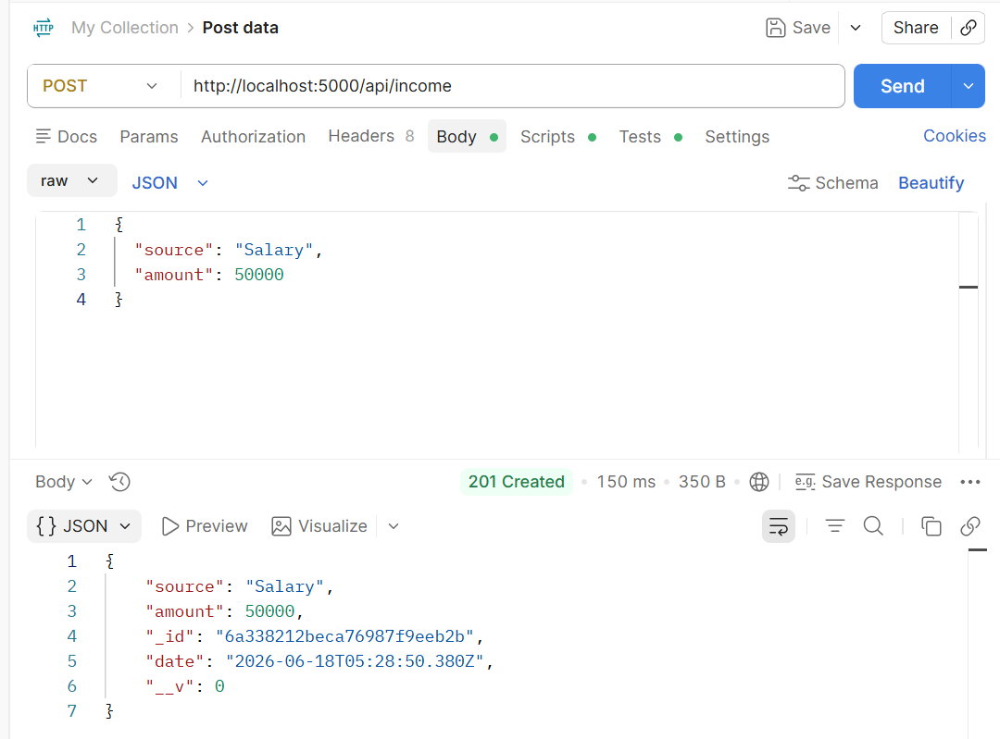 HTTP My Collection > Post data Save Share
POST http://localhost:5000/api/income Send
Docs Params Authorization Headers 8 Body Scripts Tests Settings Cookies
raw JSON Schema Beautify
1 {
2 "source": "Salary",
3 "amount": 50000
4 }
Body 201 Created • 150 ms • 350 B • e.g. Save Response •••
{} JSON Preview Visualize
1 {
2 "source": "Salary",
3 "amount": 50000,
4 "_id": "6a338212beca76987f9eeb2b",
5 "date": "2026-06-18T05:28:50.380Z",
6 "__v": 0
7 }